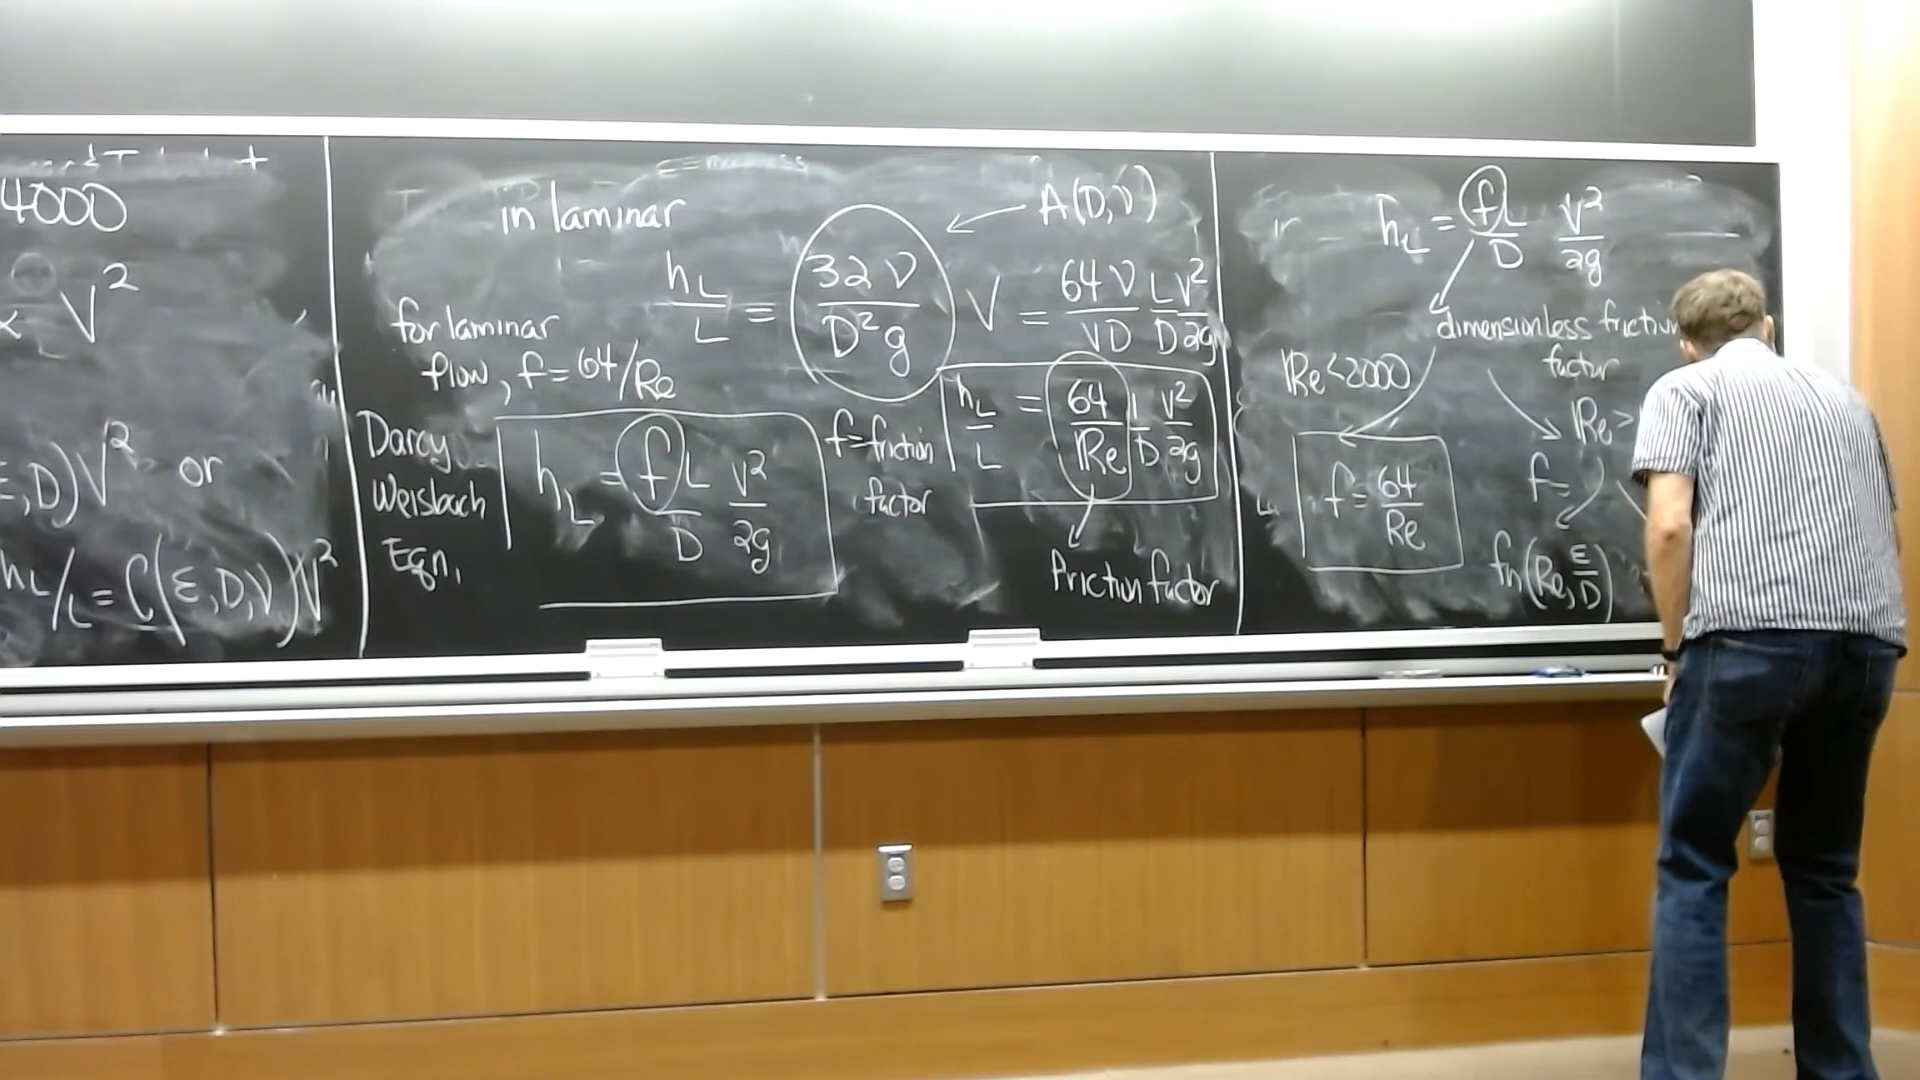 4000
V²
ε,D)V² or
hL/L = C(ε,D,ν)V²
in laminar
A(D,ν)
hL/L = 32ν/D²g V = 64ν/VD L/D V²/2g
for laminar
flow, f = 64/Re
hL/L = 64/Re 1/D V²/2g
Darcy
Weisbach
Eqn,
hL = fL/D V²/2g
f = friction
factor
Friction factor
hL = fL/D V²/2g
dimensionless friction
factor
Re < 2000
Re >
f = 64/Re
f =
fn(Re, ε/D)